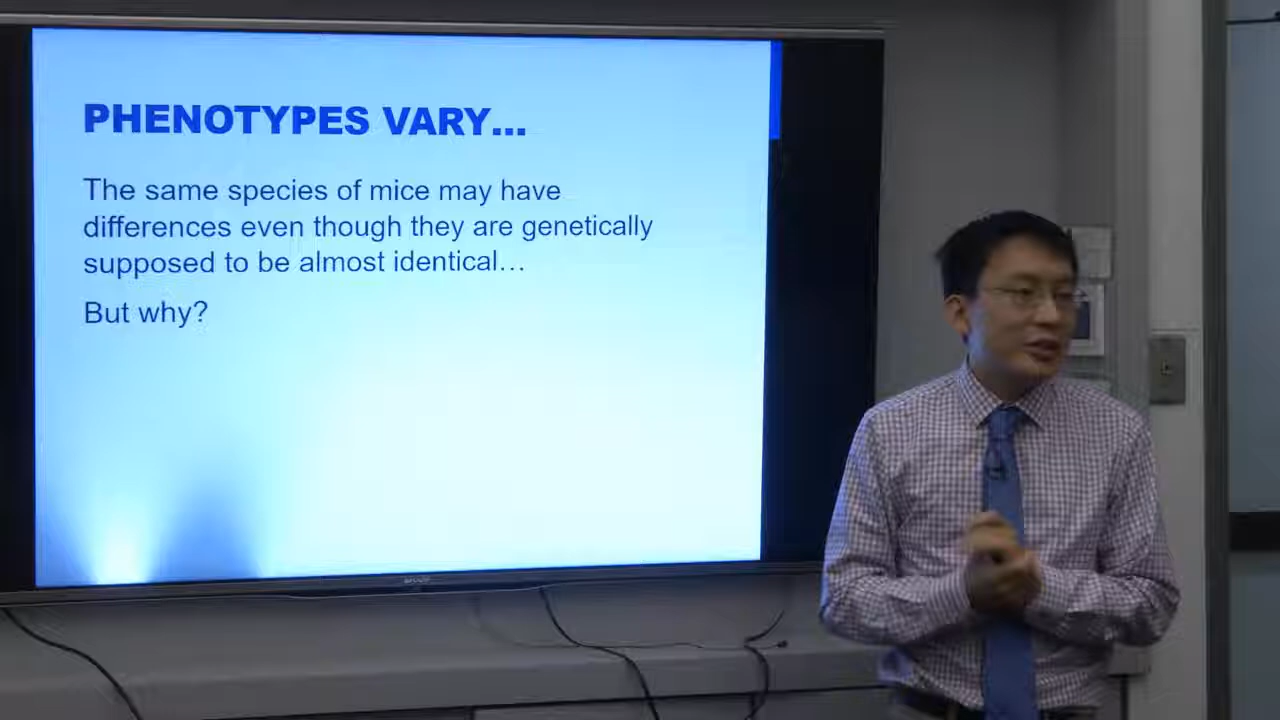 PHENOTYPES VARY...
The same species of mice may have
differences even though they are genetically
supposed to be almost identical...
But why?